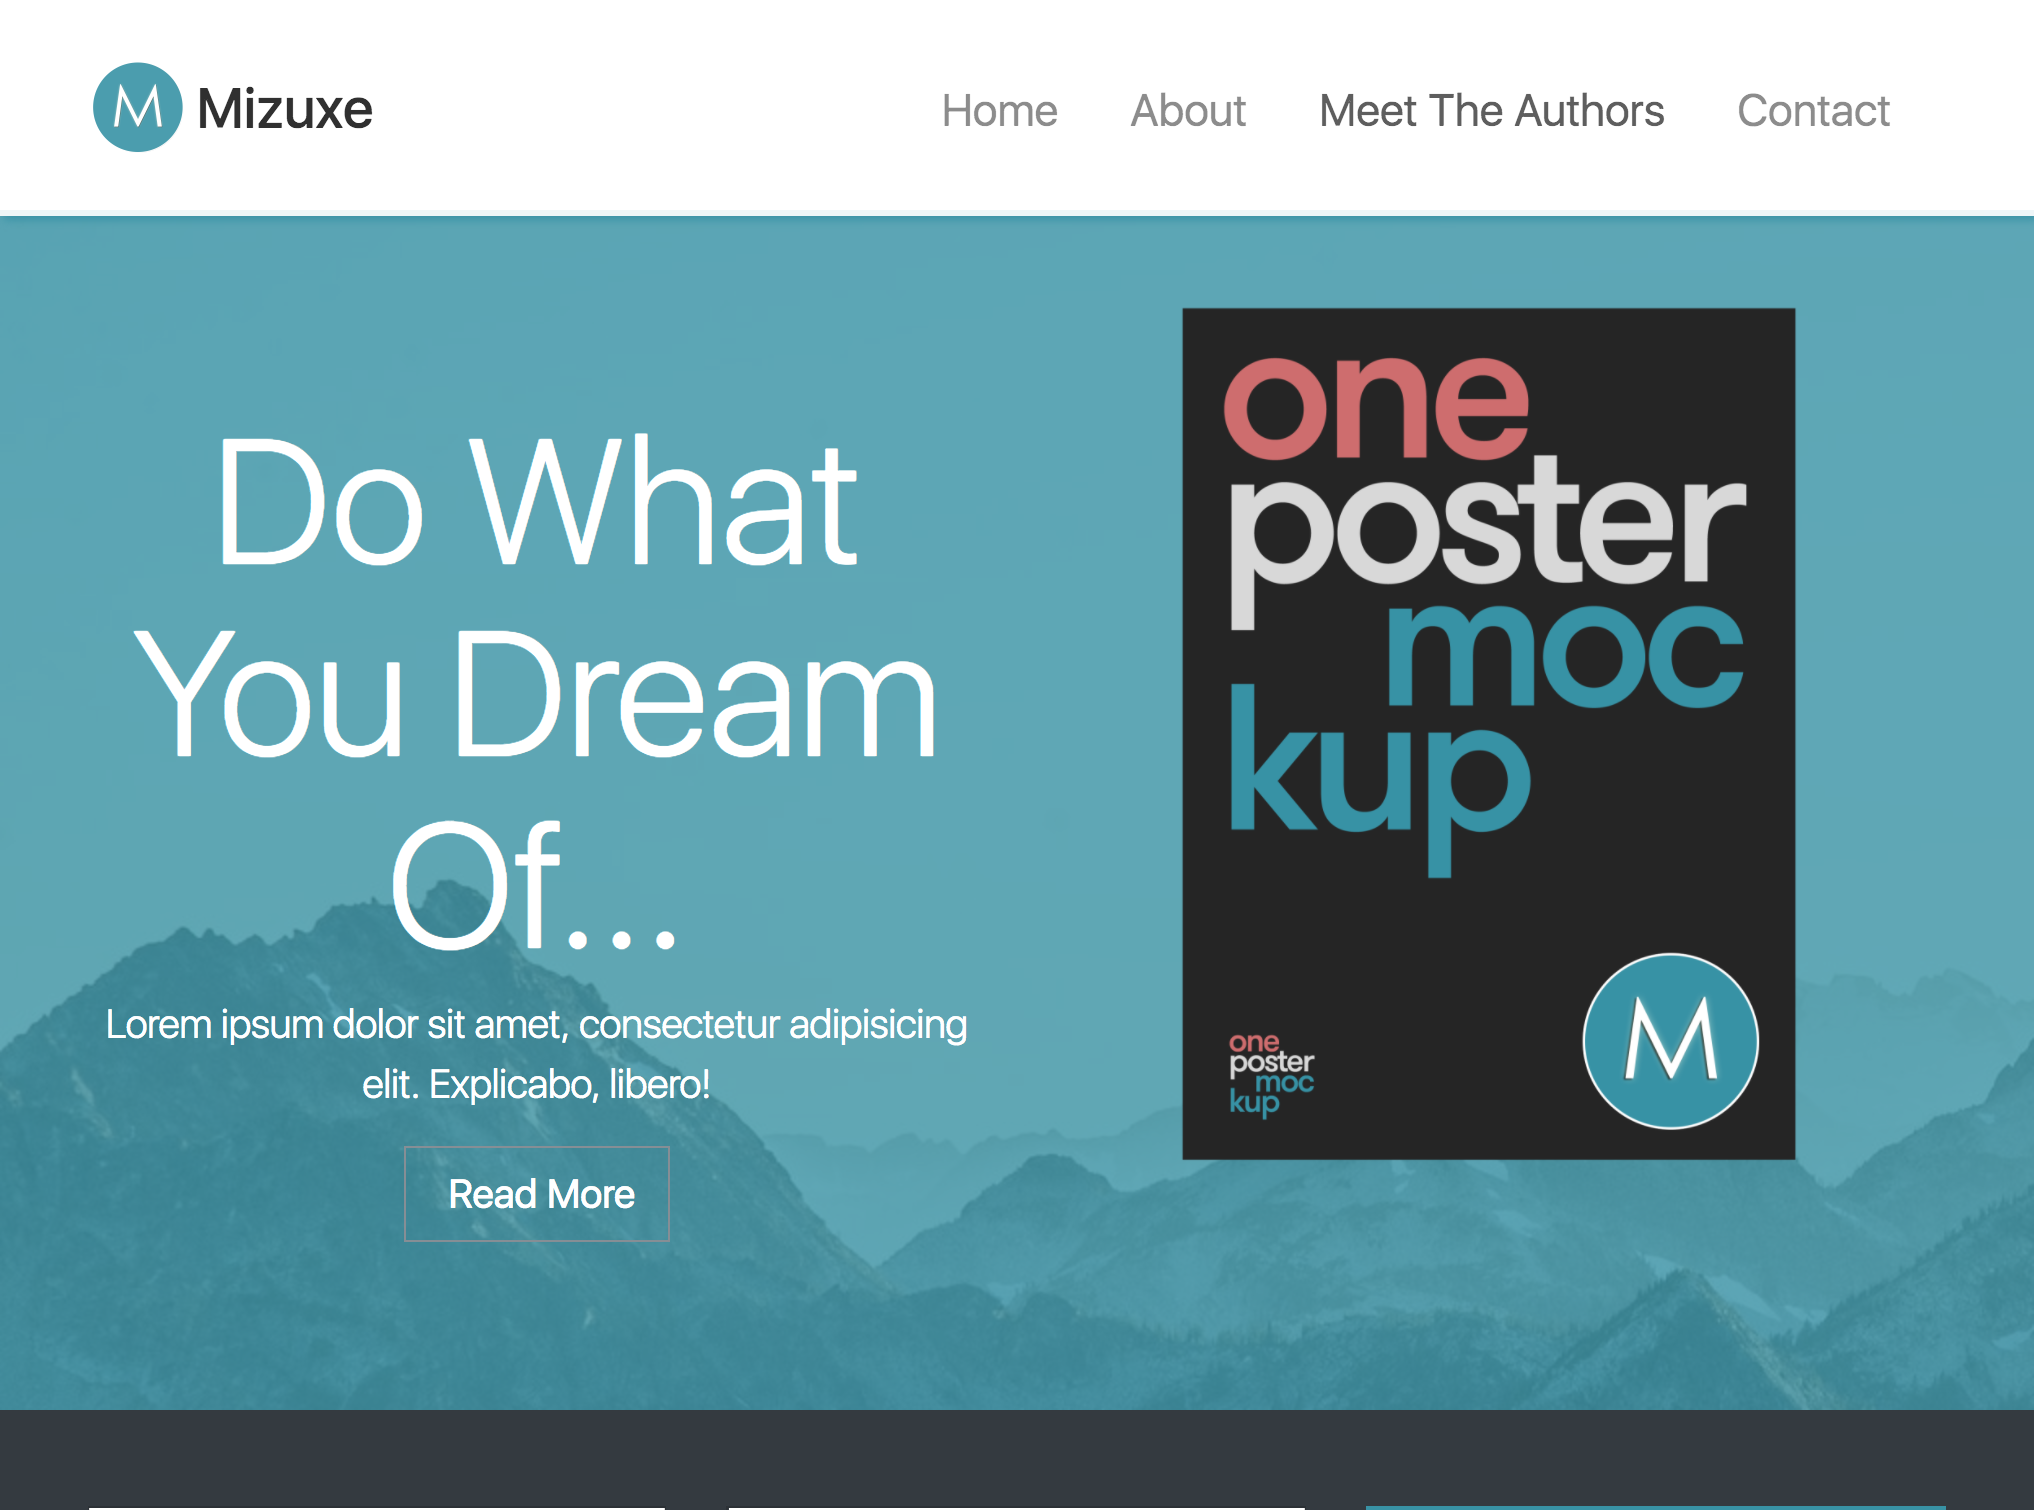 M Mizuxe
Home About Meet The Authors Contact
Do What
You Dream
Of...
Lorem ipsum dolor sit amet, consectetur adipisicing
elit. Explicabo, libero!
Read More
one
poster
moc
kup
one
poster
moc
kup
M